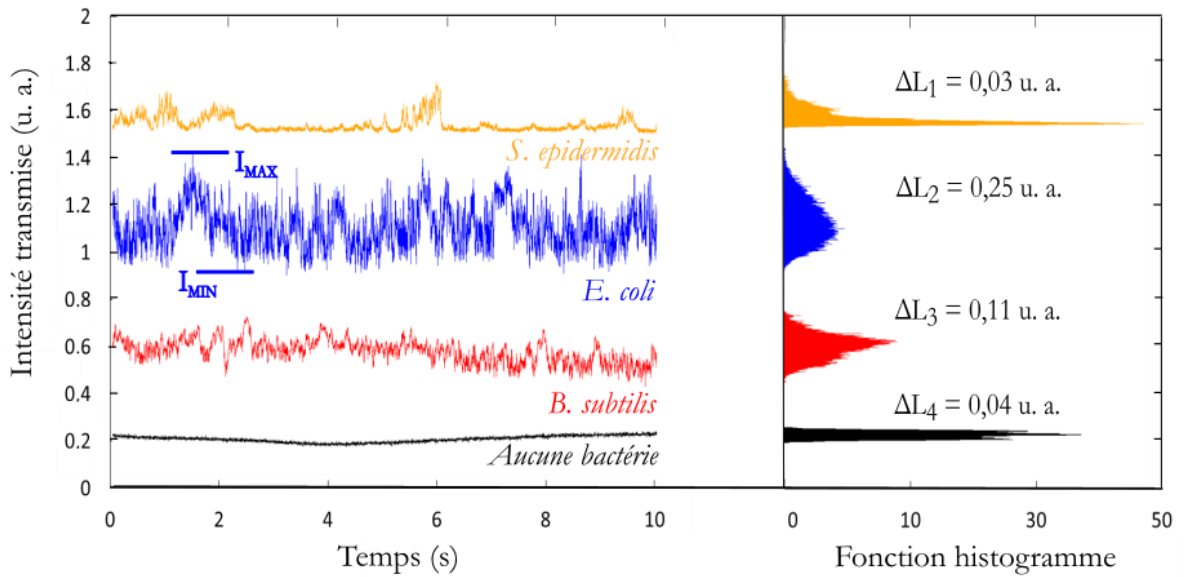 Intensité transmise (u. a.)
2
1.8
1.6
1.4
1.2
1
0.8
0.6
0.4
0.2
0
S. epidermidis
I_MAX
I_MIN
E. coli
B. subtilis
Aucune bactérie
0 2 4 6 8 10
Temps (s)
ΔL1 = 0,03 u. a.
ΔL2 = 0,25 u. a.
ΔL3 = 0,11 u. a.
ΔL4 = 0,04 u. a.
0 10 30 50
Fonction histogramme